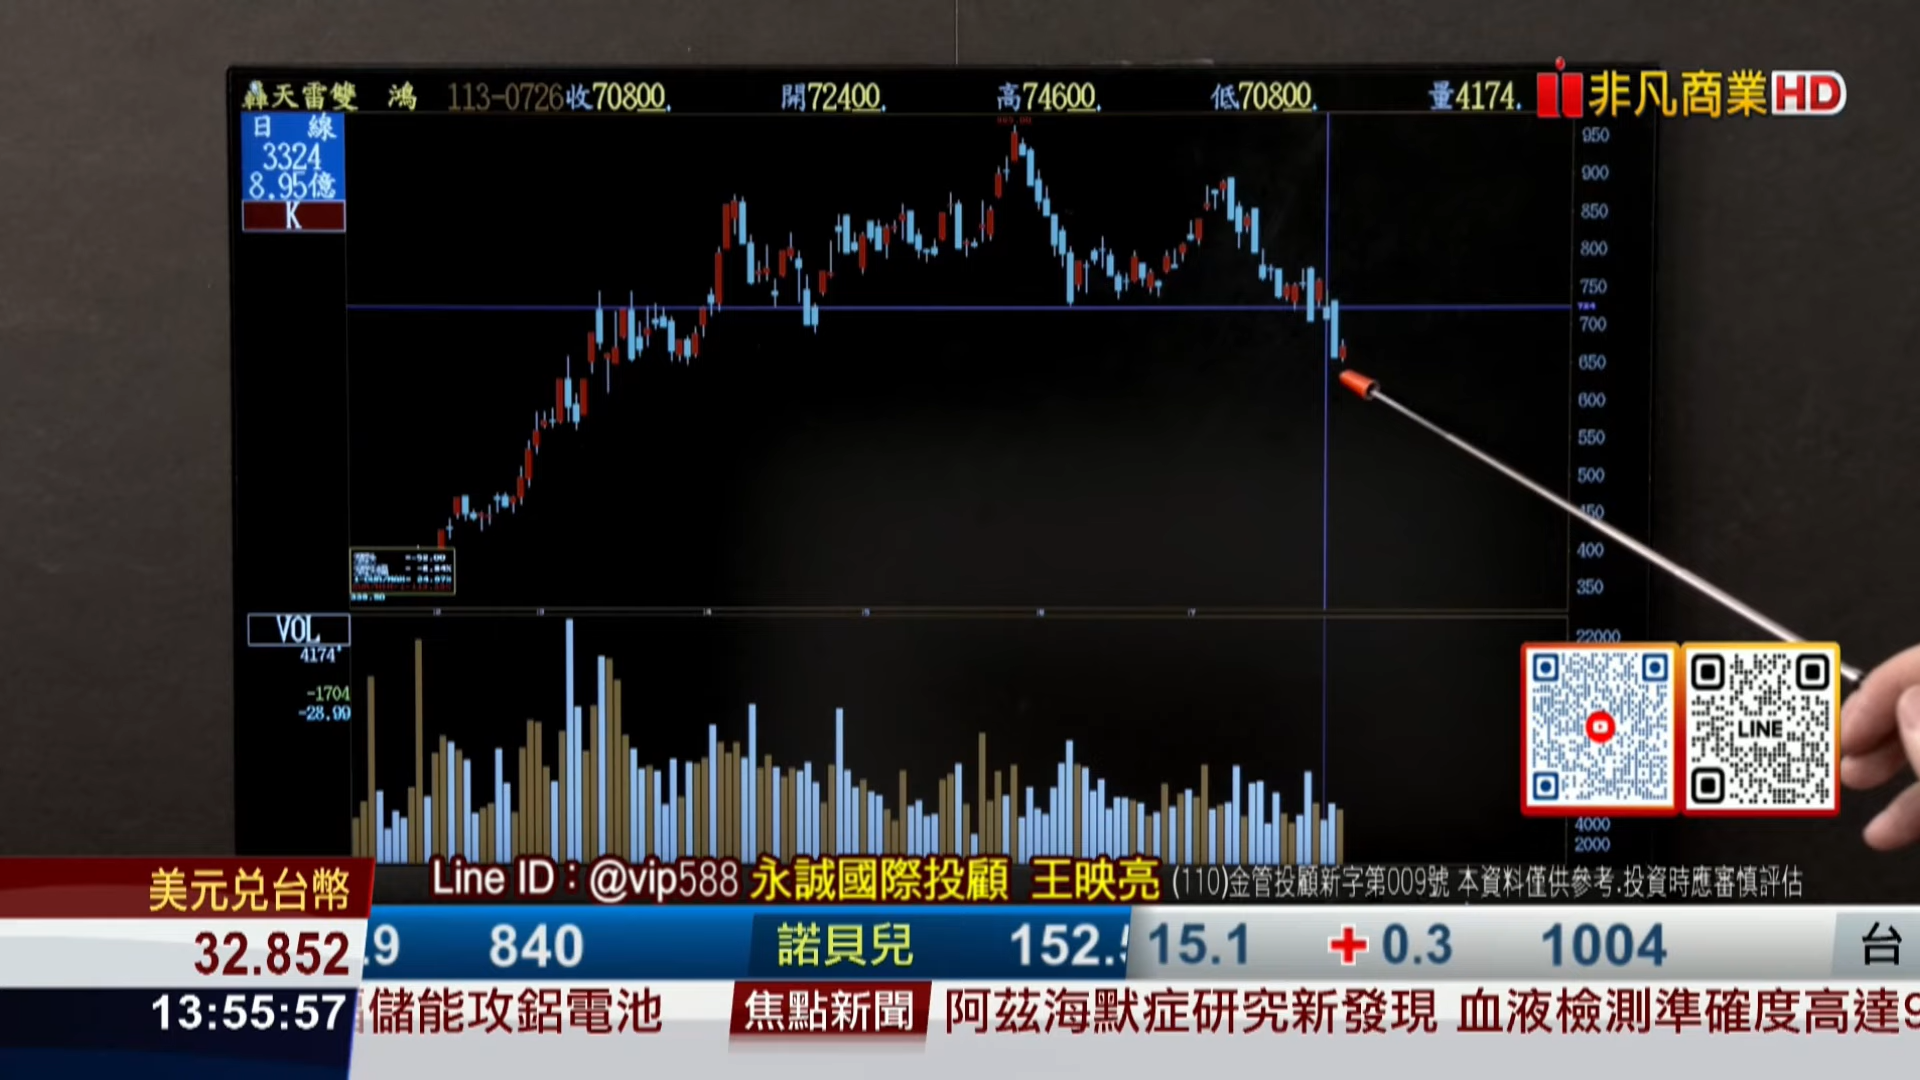 轟天雷雙 鴻 113-0726收70800. 開72400. 高74600. 低70800. 量4174.
非凡商業HD
日 線
3324
8.95億
K
950
900
850
800
750
724
700
650
600
550
500
450
400
350
VOL
4174
-1704
-28.99
22000
4000
2000
LINE
Line ID：@vip588 永誠國際投顧 王映亮 (110)金管投顧新字第009號 本資料僅供參考.投資時應審慎評估
美元兌台幣
32.852
.9 840 諾貝兒 152. 15.1 + 0.3 1004 台
13:55:57
儲能攻鋁電池 焦點新聞 阿茲海默症研究新發現 血液檢測準確度高達9